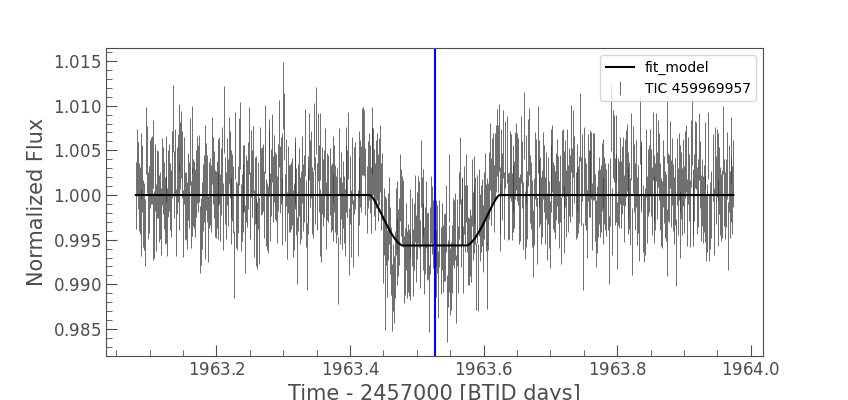 1.015
1.010
1.005
1.000
0.995
0.990
0.985
Normalized Flux
fit_model
TIC 459969957
1963.2 1963.4 1963.6 1963.8 1964.0
Time - 2457000 [BTJD days]